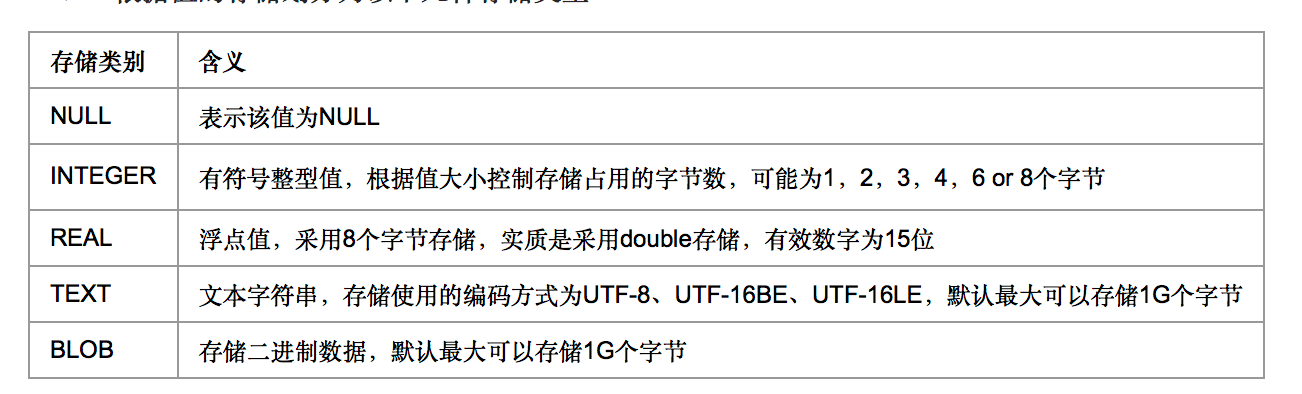 存储类别 含义
NULL 表示该值为NULL
INTEGER 有符号整型值，根据值大小控制存储占用的字节数，可能为1，2，3，4，6 or 8个字节
REAL 浮点值，采用8个字节存储，实质是采用double存储，有效数字为15位
TEXT 文本字符串，存储使用的编码方式为UTF-8、UTF-16BE、UTF-16LE，默认最大可以存储1G个字节
BLOB 存储二进制数据，默认最大可以存储1G个字节